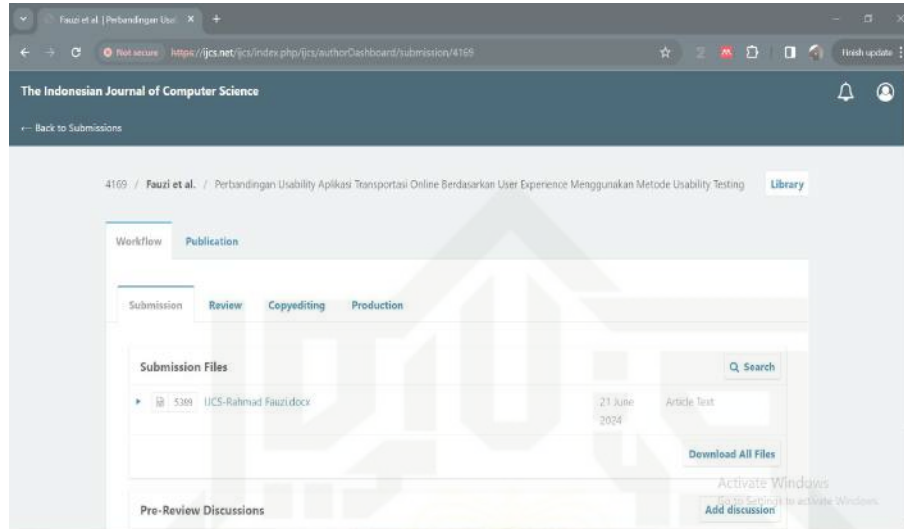 Fauzi et al | Perbandingan Usa
Not secure https://ijcs.net/ijcs/index.php/ijcs/authorDashboard/submission/4169
Finish update
The Indonesian Journal of Computer Science
← Back to Submissions
4169 / Fauzi et al. / Perbandingan Usability Aplikasi Transportasi Online Berdasarkan User Experience Menggunakan Metode Usability Testing
Library
Workflow Publication
Submission Review Copyediting Production
Submission Files
Search
5389 IJCS-Rahmad Fauzi.docx
21 June
2024
Article Text
Download All Files
Activate Windows
Go to Settings to activate Windows.
Pre-Review Discussions
Add discussion